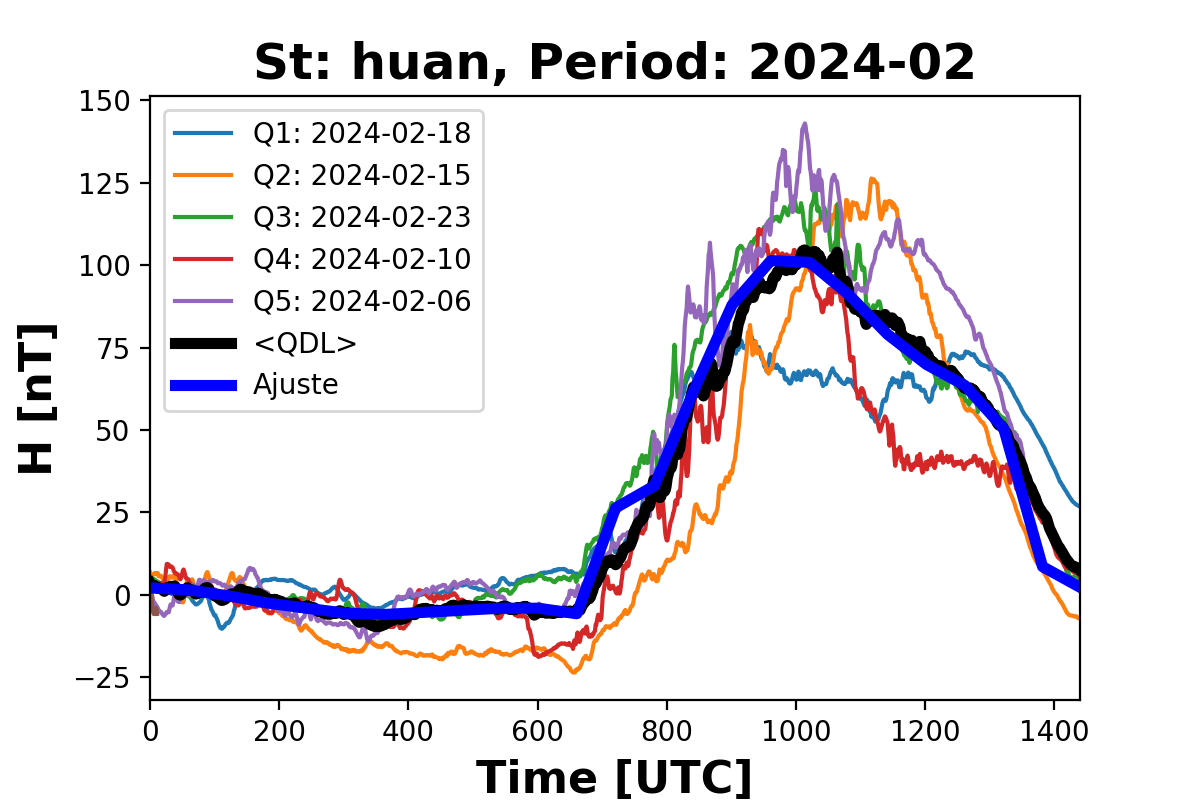 St: huan, Period: 2024-02
150
125
100
75
50
25
0
−25
H [nT]
Q1: 2024-02-18
Q2: 2024-02-15
Q3: 2024-02-23
Q4: 2024-02-10
Q5: 2024-02-06
<QDL>
Ajuste
0 200 400 600 800 1000 1200 1400
Time [UTC]